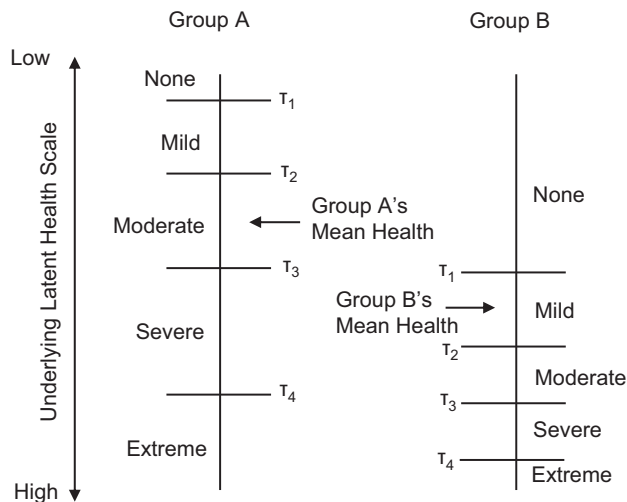 Group A
Group B
Low
None
τ1
Mild
τ2
Group A's
Mean Health
Moderate
τ3
Severe
τ4
Extreme
High
Underlying Latent Health Scale
None
τ1
Group B's
Mean Health
Mild
τ2
Moderate
τ3
Severe
τ4
Extreme